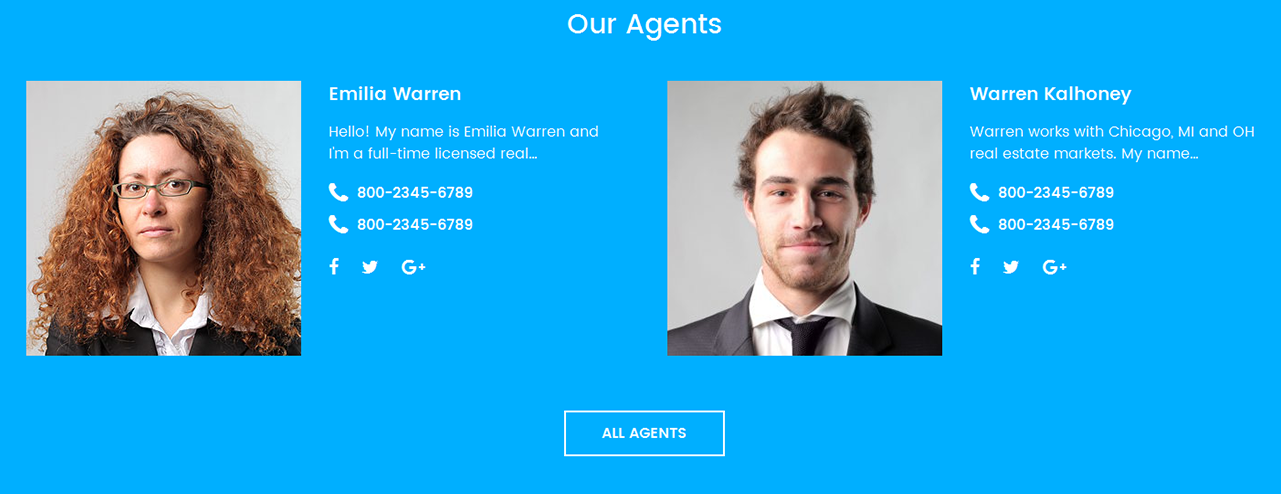 Our Agents
Emilia Warren
Hello! My name is Emilia Warren and
I'm a full-time licensed real...
800-2345-6789
800-2345-6789
Warren Kalhoney
Warren works with Chicago, MI and OH
real estate markets. My name...
800-2345-6789
800-2345-6789
ALL AGENTS